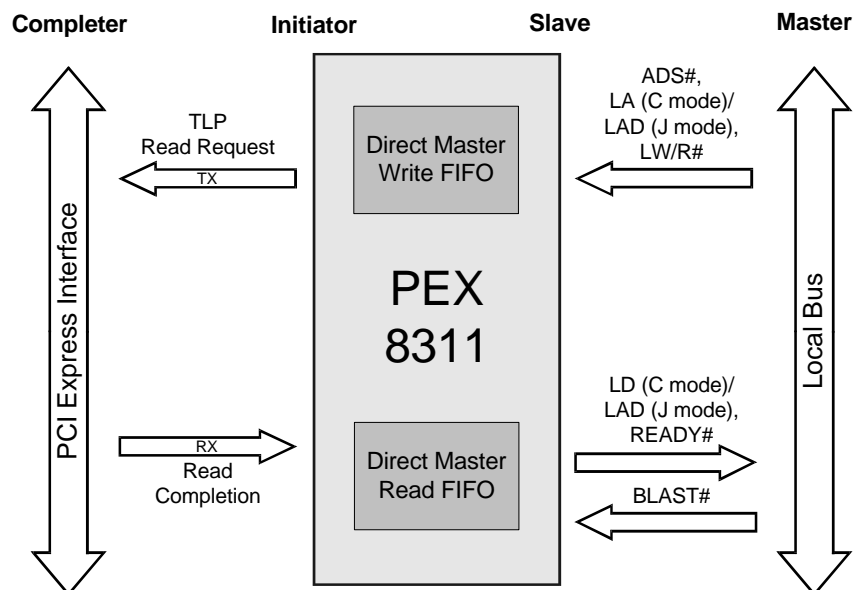 Completer
Initiator
Slave
Master
ADS#,
LA (C mode)/
LAD (J mode),
LW/R#
TLP
Read Request
TX
Direct Master
Write FIFO
PEX
8311
PCI Express Interface
Local Bus
LD (C mode)/
LAD (J mode),
READY#
RX
Read
Completion
Direct Master
Read FIFO
BLAST#